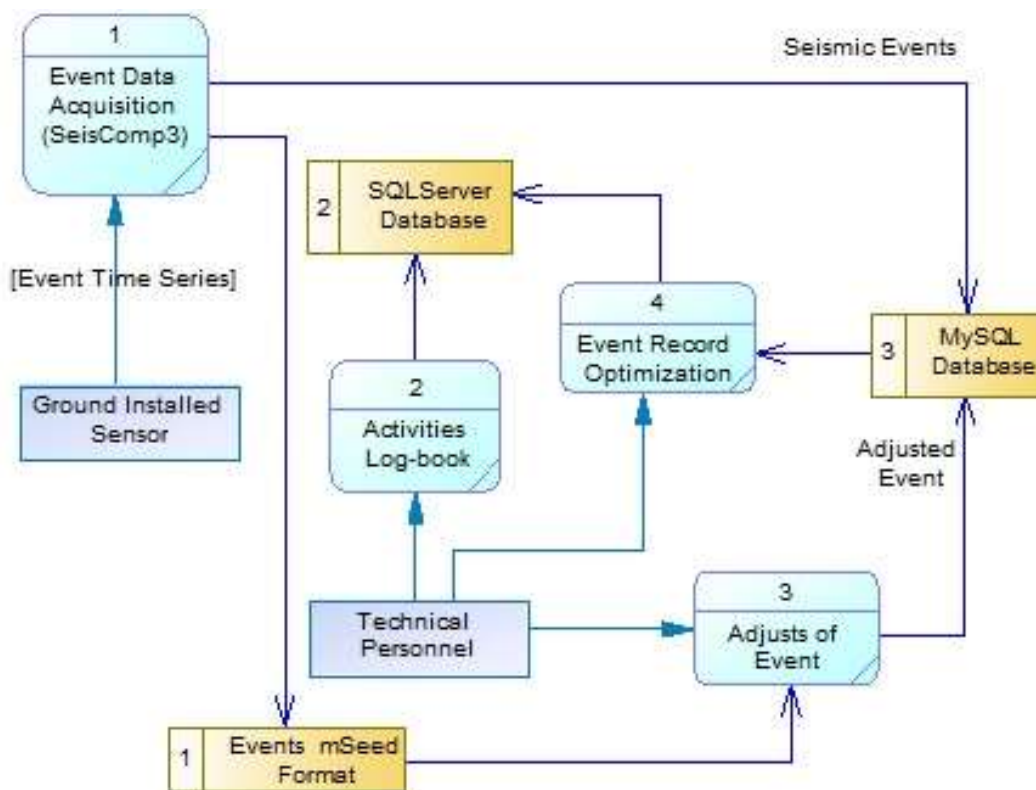 1
Event Data
Acquisition
(SeisComp3)
Seismic Events
2
SQLServer
Database
[Event Time Series]
4
Event Record
Optimization
3
MySQL
Database
Ground Installed
Sensor
2
Activities
Log-book
Adjusted
Event
3
Adjusts of
Event
Technical
Personnel
1
Events mSeed
Format